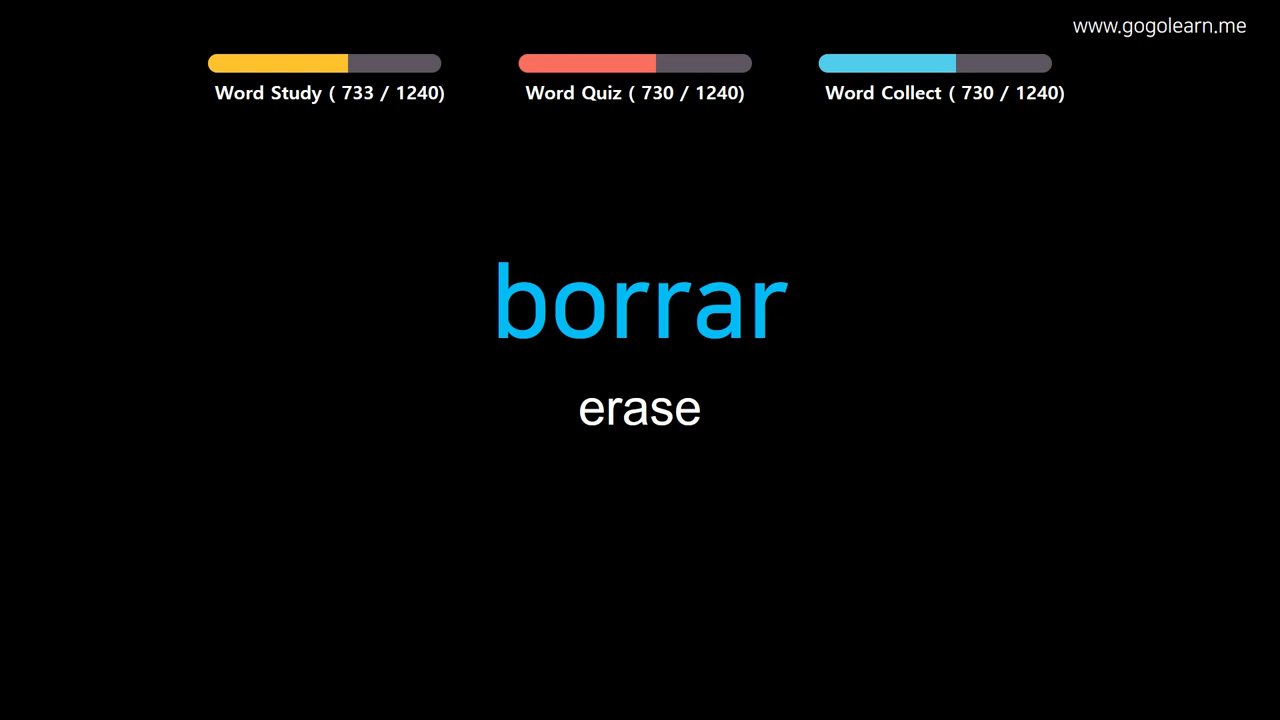 www.gogolearn.me
Word Study ( 733 / 1240)
Word Quiz ( 730 / 1240)
Word Collect ( 730 / 1240)
borrar
erase